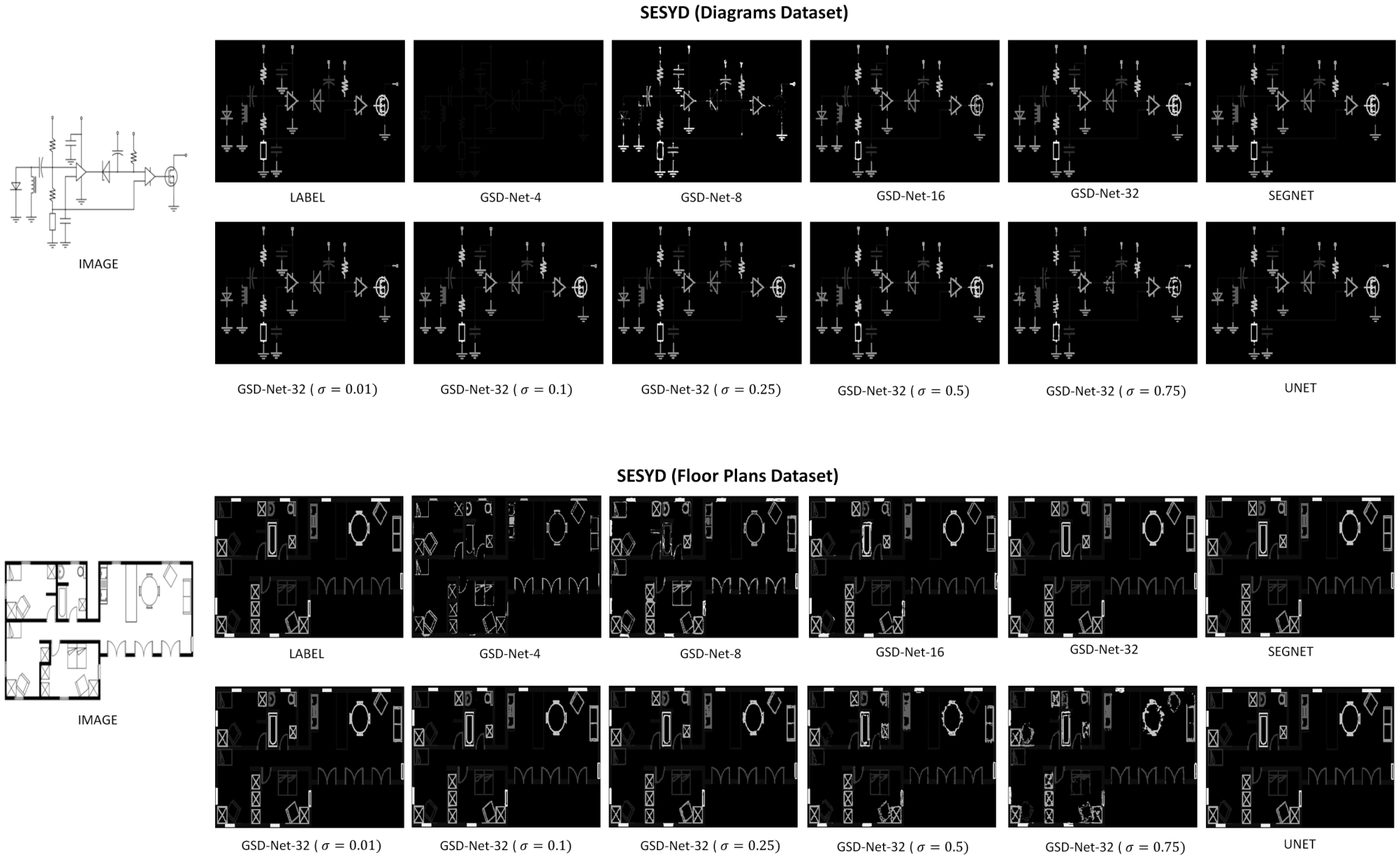 SESYD (Diagrams Dataset)
LABEL
GSD-Net-4
GSD-Net-8
GSD-Net-16
GSD-Net-32
SEGNET
IMAGE
GSD-Net-32 ( σ = 0.01)
GSD-Net-32 ( σ = 0.1)
GSD-Net-32 ( σ = 0.25)
GSD-Net-32 ( σ = 0.5)
GSD-Net-32 ( σ = 0.75)
UNET
SESYD (Floor Plans Dataset)
LABEL
GSD-Net-4
GSD-Net-8
GSD-Net-16
GSD-Net-32
SEGNET
IMAGE
GSD-Net-32 ( σ = 0.01)
GSD-Net-32 ( σ = 0.1)
GSD-Net-32 ( σ = 0.25)
GSD-Net-32 ( σ = 0.5)
GSD-Net-32 ( σ = 0.75)
UNET